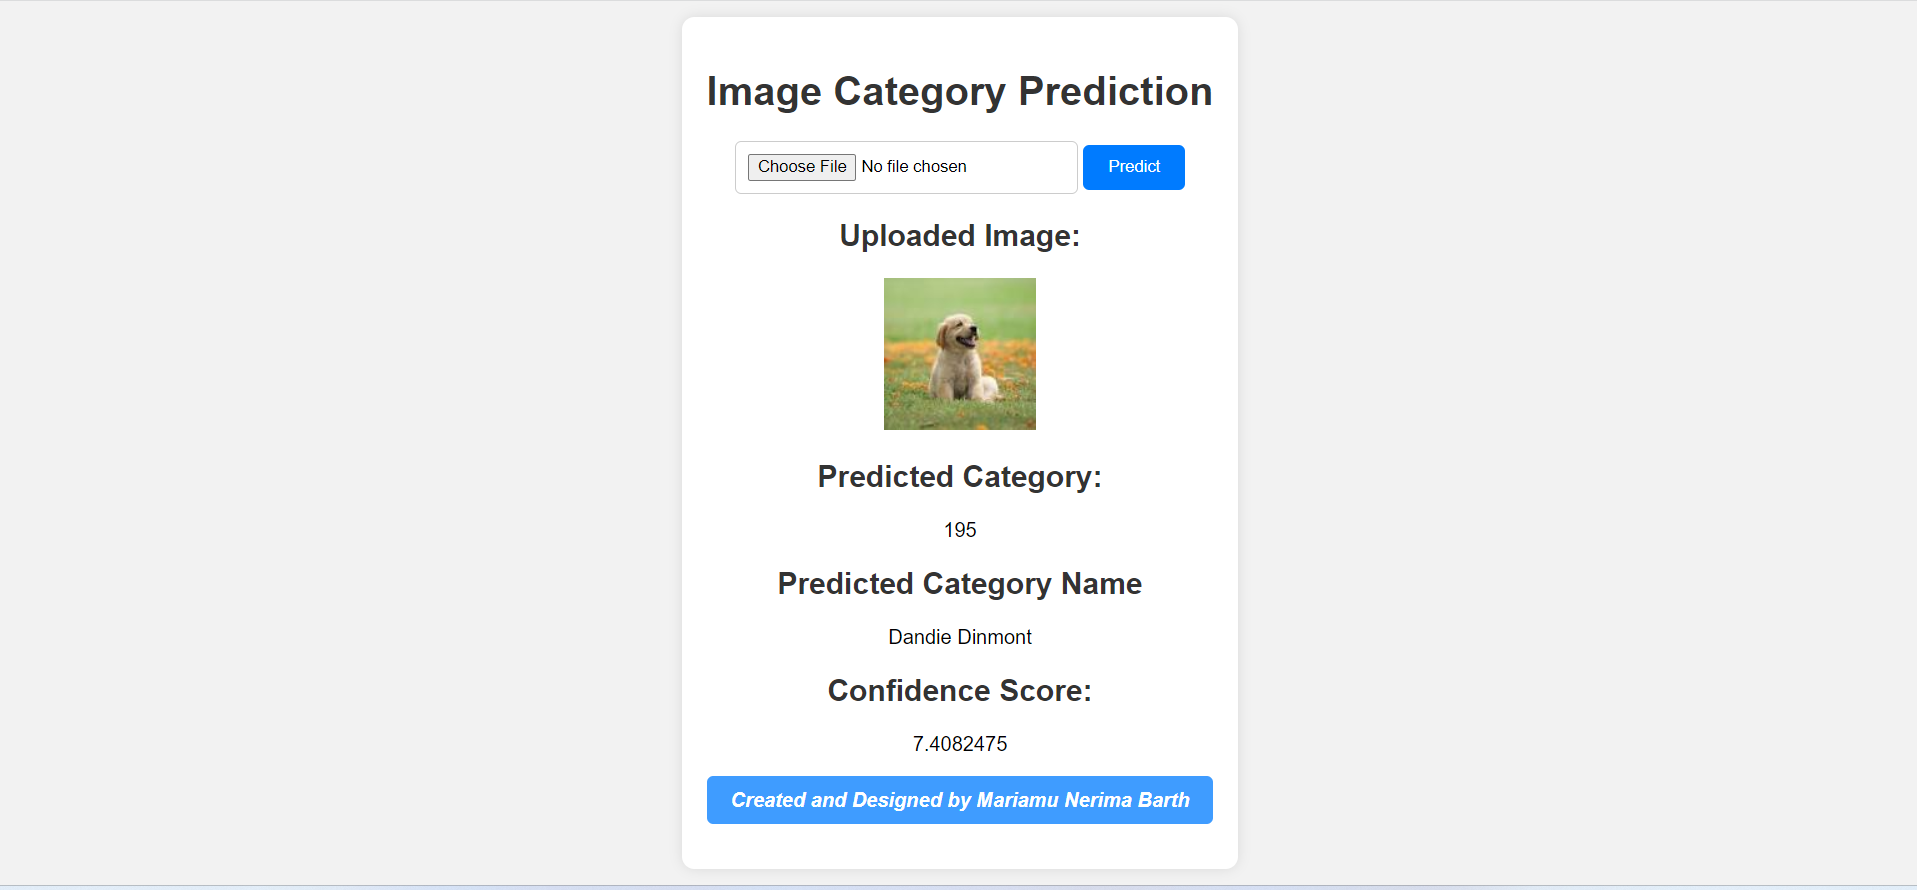 Image Category Prediction
Choose File No file chosen Predict
Uploaded Image:
Predicted Category:
195
Predicted Category Name
Dandie Dinmont
Confidence Score:
7.4082475
Created and Designed by Mariamu Nerima Barth